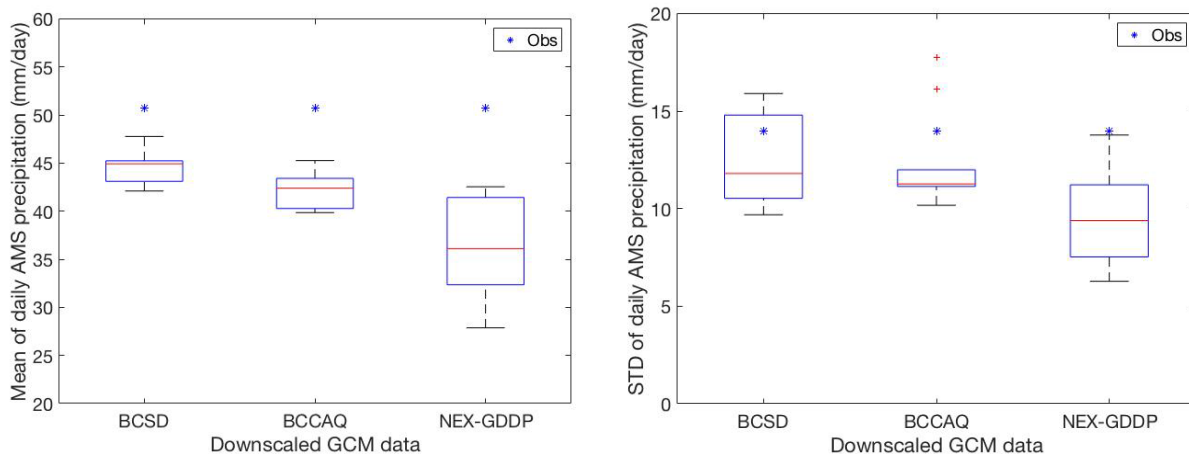 Mean of daily AMS precipitation (mm/day)
60
55
50
45
40
35
30
25
20
Obs
BCSD
BCCAQ
NEX-GDDP
Downscaled GCM data
STD of daily AMS precipitation (mm/day)
20
15
10
5
0
Obs
BCSD
BCCAQ
NEX-GDDP
Downscaled GCM data